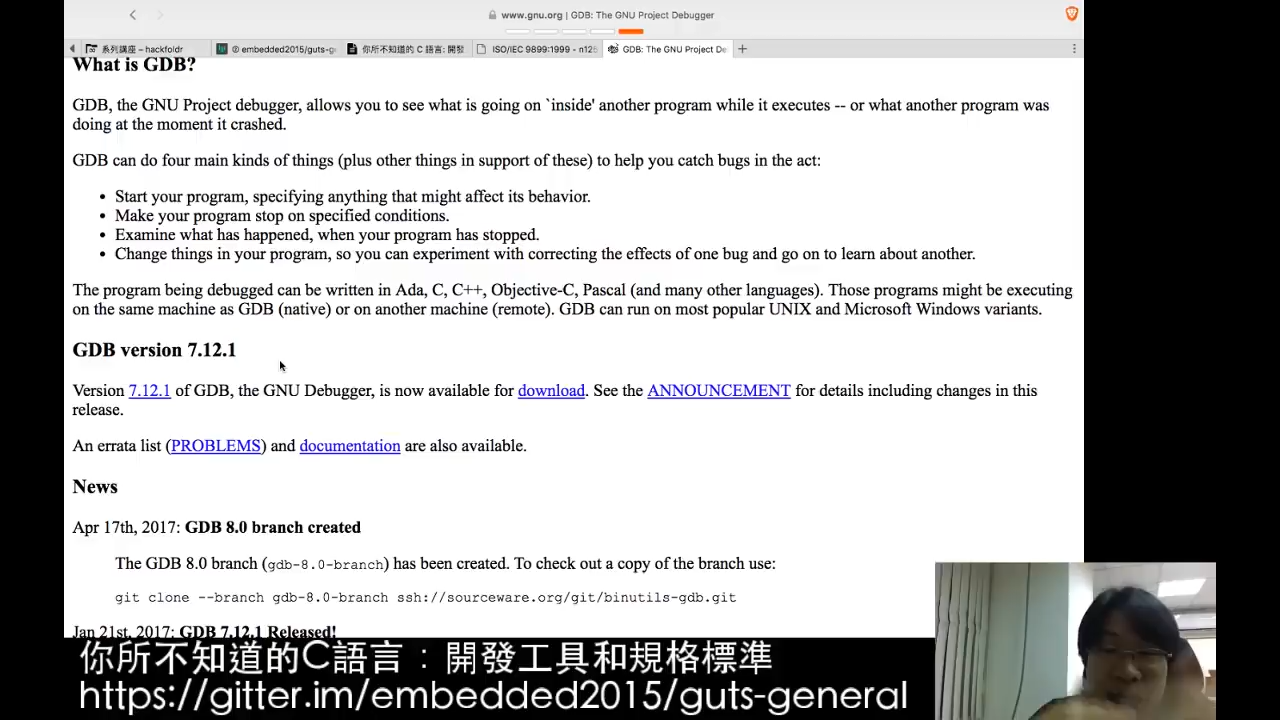 www.gnu.org | GDB: The GNU Project Debugger
系列講座 – hackfoldr
@ embedded2015/guts-g
你所不知道的 C 語言: 開發
ISO/IEC 9899:1999 - n12
GDB: The GNU Project De
What is GDB?
GDB, the GNU Project debugger, allows you to see what is going on `inside' another program while it executes -- or what another program was
doing at the moment it crashed.
GDB can do four main kinds of things (plus other things in support of these) to help you catch bugs in the act:
• Start your program, specifying anything that might affect its behavior.
• Make your program stop on specified conditions.
• Examine what has happened, when your program has stopped.
• Change things in your program, so you can experiment with correcting the effects of one bug and go on to learn about another.
The program being debugged can be written in Ada, C, C++, Objective-C, Pascal (and many other languages). Those programs might be executing
on the same machine as GDB (native) or on another machine (remote). GDB can run on most popular UNIX and Microsoft Windows variants.
GDB version 7.12.1
Version 7.12.1 of GDB, the GNU Debugger, is now available for download. See the ANNOUNCEMENT for details including changes in this
release.
An errata list (PROBLEMS) and documentation are also available.
News
Apr 17th, 2017: GDB 8.0 branch created
The GDB 8.0 branch (gdb-8.0-branch) has been created. To check out a copy of the branch use:
git clone --branch gdb-8.0-branch ssh://sourceware.org/git/binutils-gdb.git
Jan 21st, 2017: GDB 7.12.1 Released!
你所不知道的C語言：開發工具和規格標準
https://gitter.im/embedded2015/guts-general